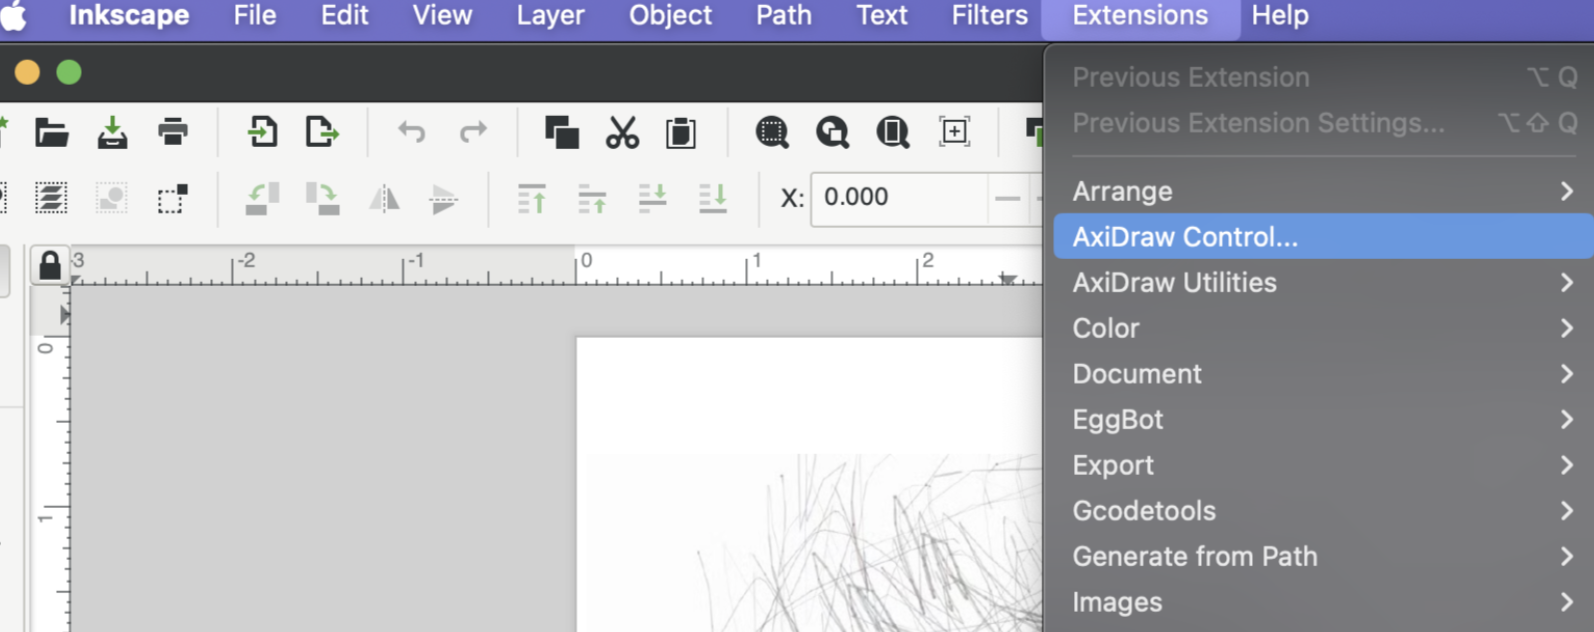 Inkscape File Edit View Layer Object Path Text Filters Extensions Help
Previous Extension ⌥ Q
Previous Extension Settings... ⌥⇧ Q
X: 0.000
Arrange
AxiDraw Control...
-3 -2 -1 0 1 2
AxiDraw Utilities
Color
0
Document
EggBot
Export
Gcodetools
1
Generate from Path
Images